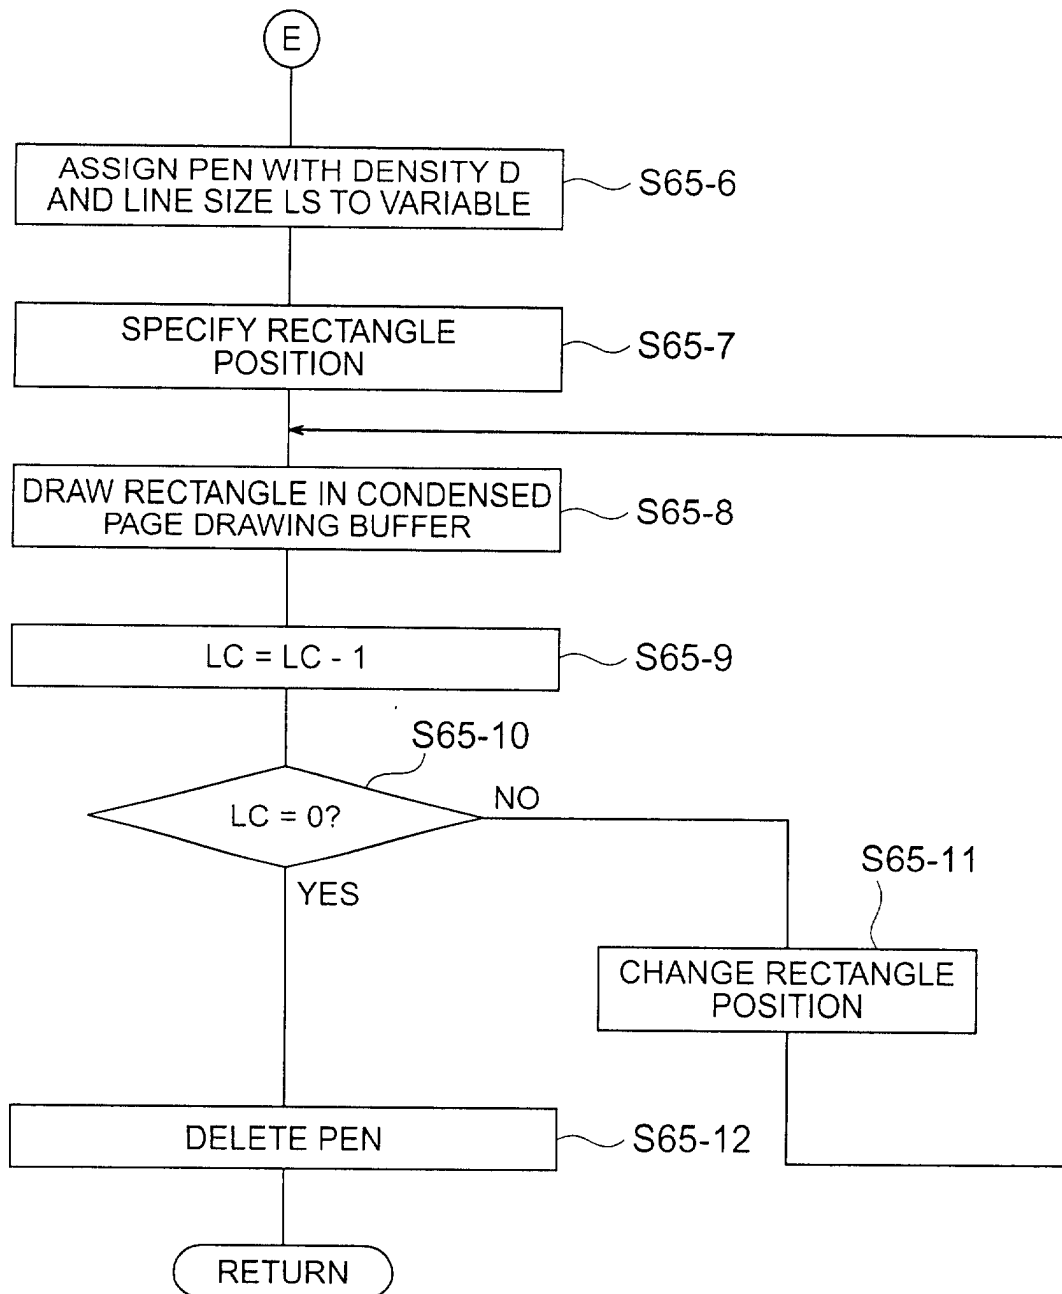 E
ASSIGN PEN WITH DENSITY D
AND LINE SIZE LS TO VARIABLE
S65-6
SPECIFY RECTANGLE
POSITION
S65-7
DRAW RECTANGLE IN CONDENSED
PAGE DRAWING BUFFER
S65-8
LC = LC - 1
S65-9
S65-10
LC = 0?
NO
YES
S65-11
CHANGE RECTANGLE
POSITION
DELETE PEN
S65-12
RETURN